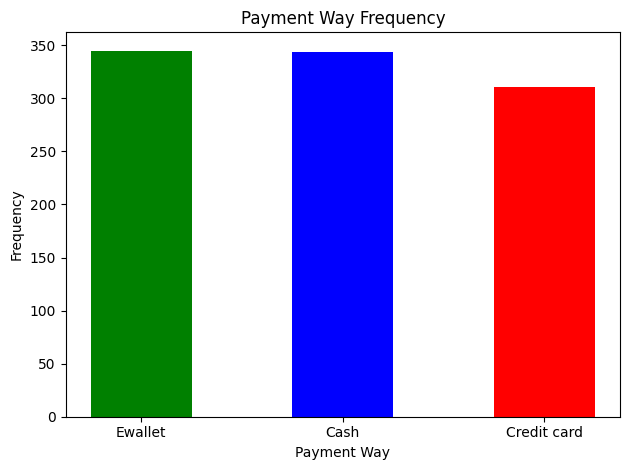 Payment Way Frequency
350
300
250
200
150
100
50
0
Frequency
Ewallet
Cash
Credit card
Payment Way